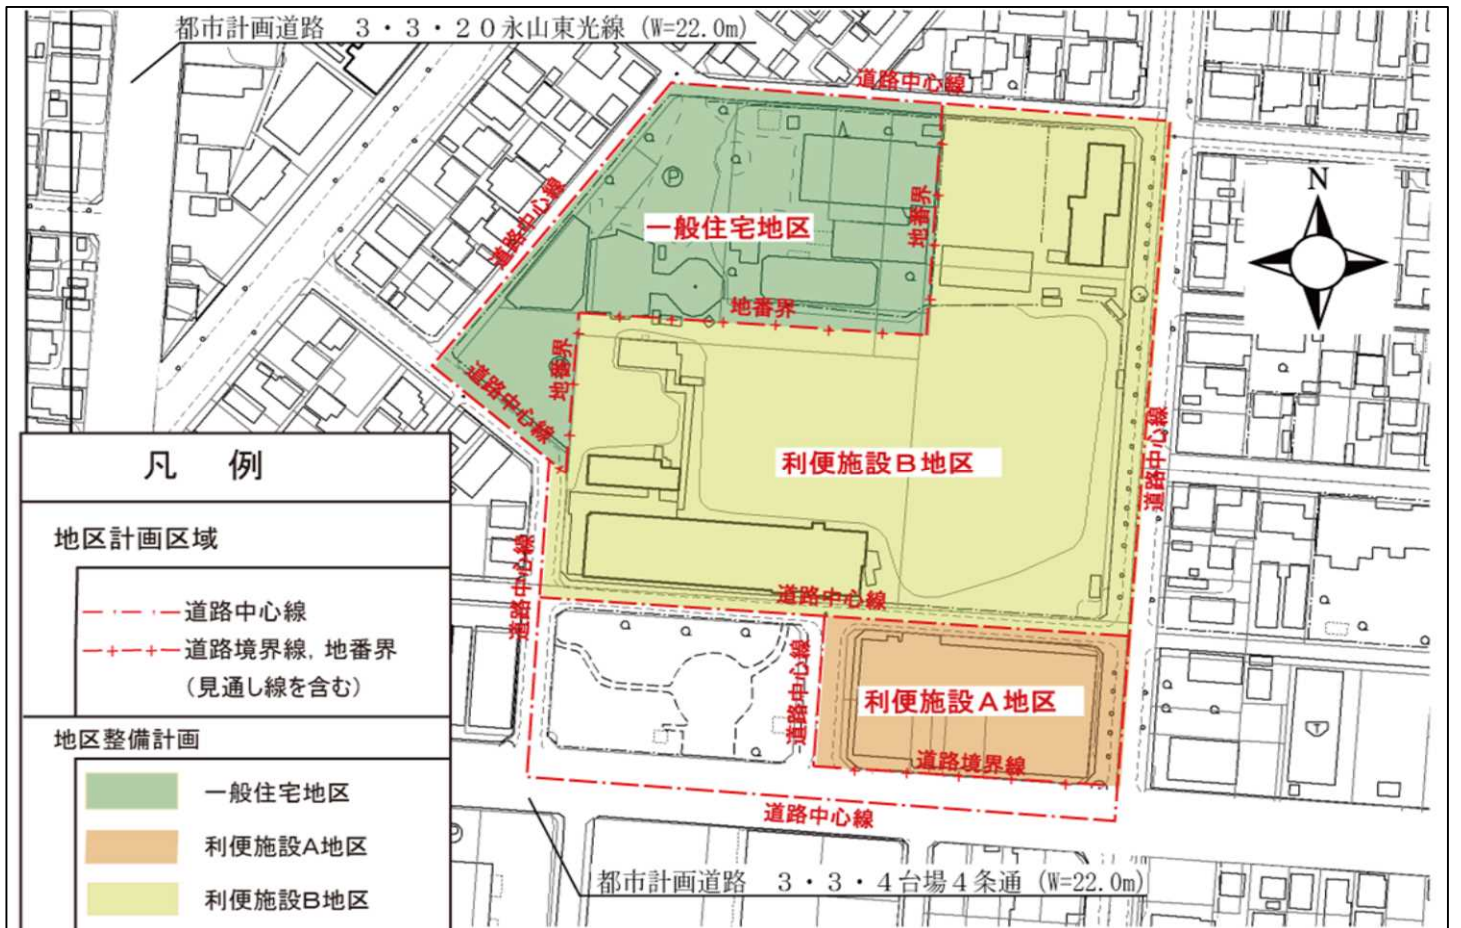 都市計画道路 3・3・20永山東光線 (W=22.0m)
道路中心線
N
P
一般住宅地区
地番界
道路中心線
地番界
地番界
道路中心線
利便施設B地区
道路中心線
道路中心線
道路中心線
道路中心線
利便施設A地区
道路境界線
道路中心線
都市計画道路 3・3・4台場4条通 (W=22.0m)
凡 例
地区計画区域
道路中心線
道路境界線, 地番界
(見通し線を含む)
地区整備計画
一般住宅地区
利便施設A地区
利便施設B地区